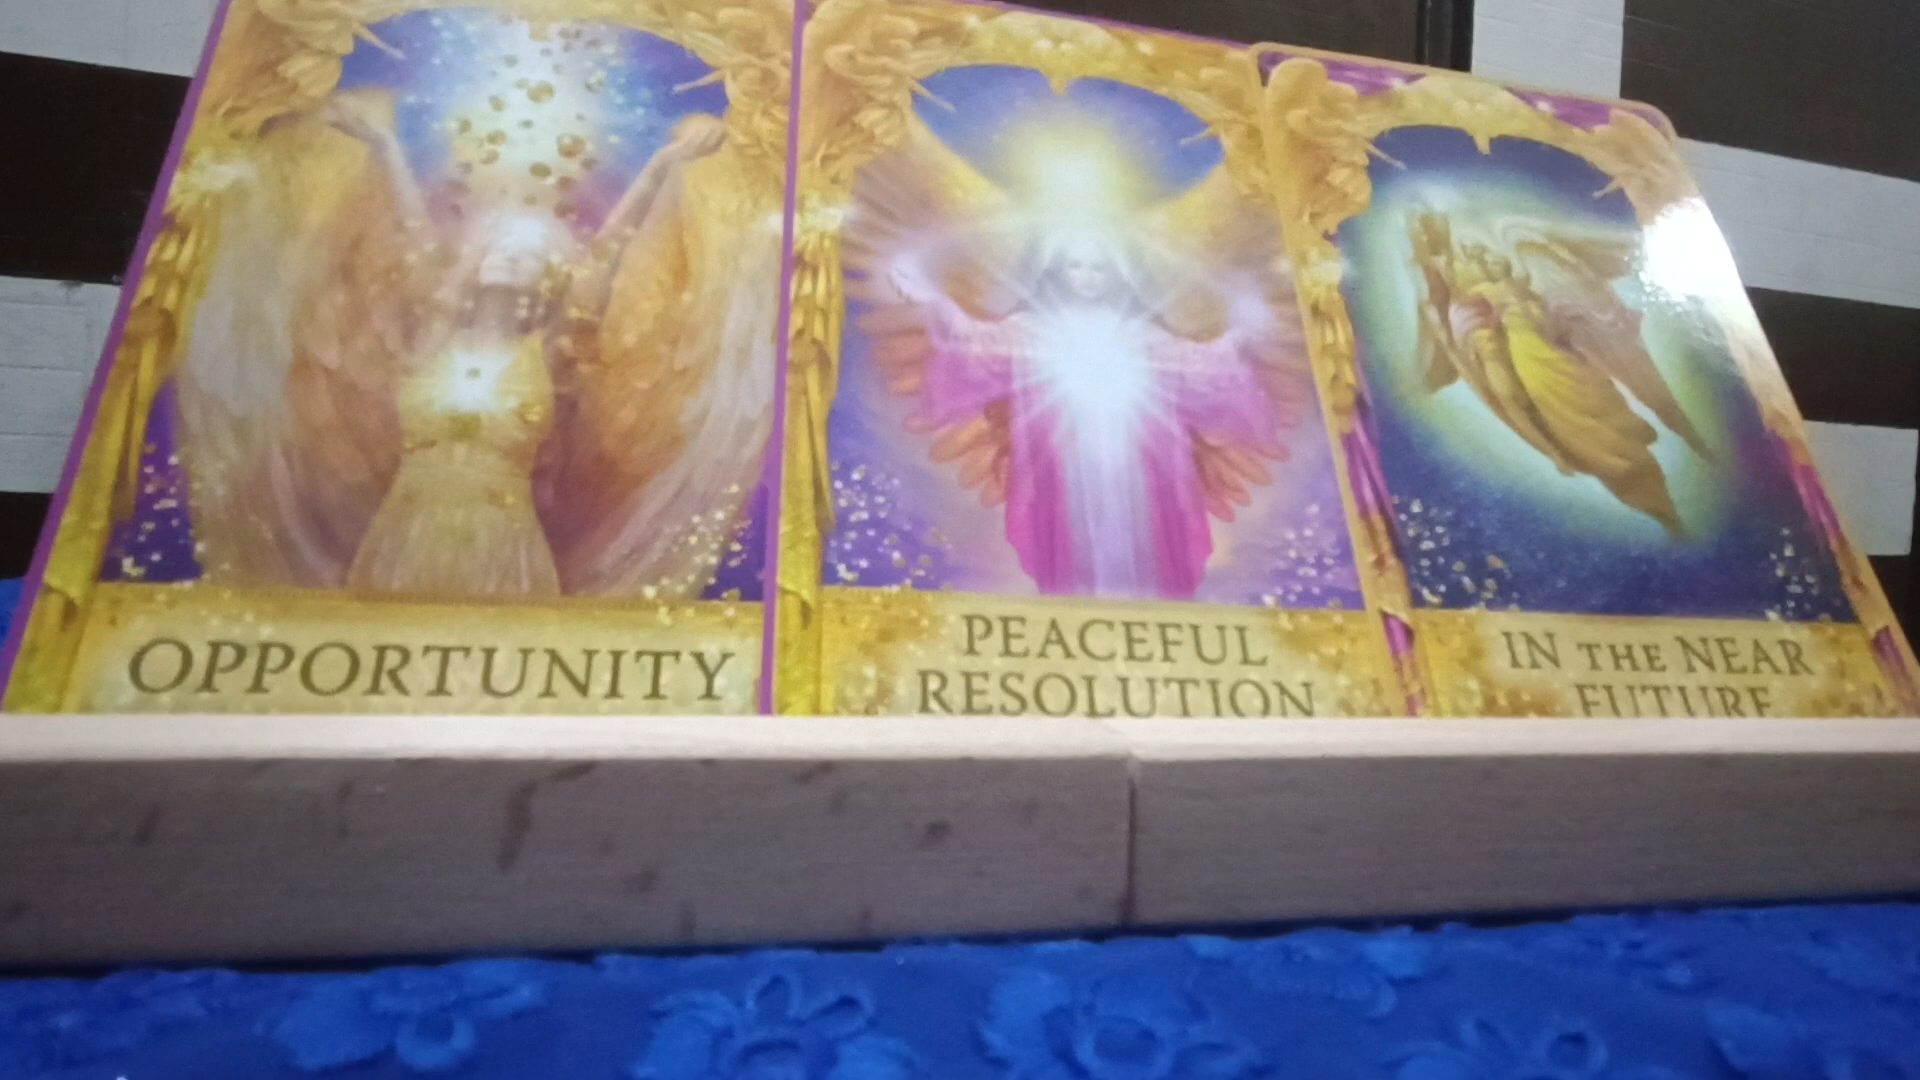 OPPORTUNITY
PEACEFUL
RESOLUTION
IN THE NEAR
FUTURE